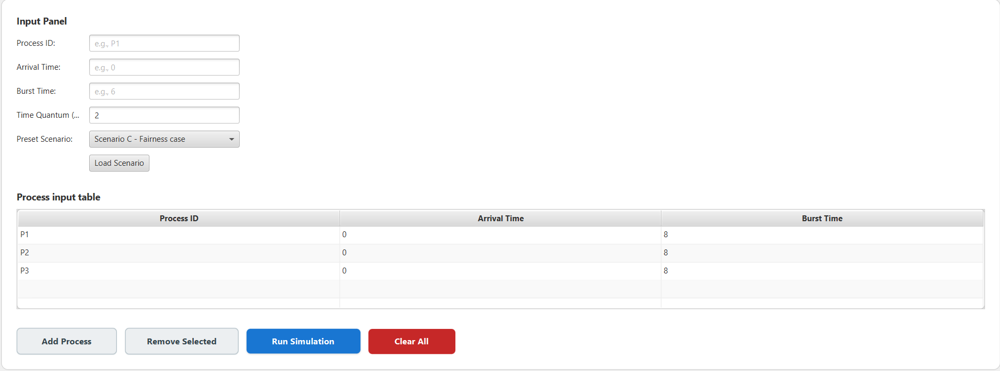 Input Panel
Process ID: e.g., P1
Arrival Time: e.g., 0
Burst Time: e.g., 6
Time Quantum (... 2
Preset Scenario: Scenario C - Fairness case
Load Scenario
Process input table
Process ID Arrival Time Burst Time
P1 0 8
P2 0 8
P3 0 8
Add Process Remove Selected Run Simulation Clear All